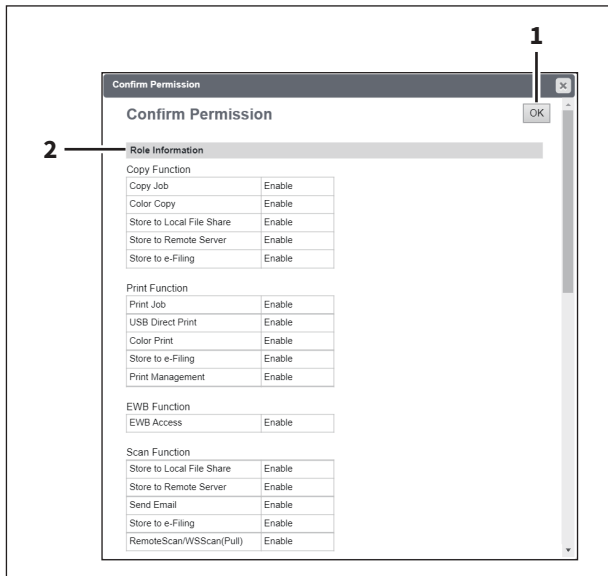 1
Confirm Permission
Confirm Permission
OK
2
Role Information
Copy Function
Copy Job Enable
Color Copy Enable
Store to Local File Share Enable
Store to Remote Server Enable
Store to e-Filing Enable
Print Function
Print Job Enable
USB Direct Print Enable
Color Print Enable
Store to e-Filing Enable
Print Management Enable
EWB Function
EWB Access Enable
Scan Function
Store to Local File Share Enable
Store to Remote Server Enable
Send Email Enable
Store to e-Filing Enable
RemoteScan/WSScan(Pull) Enable